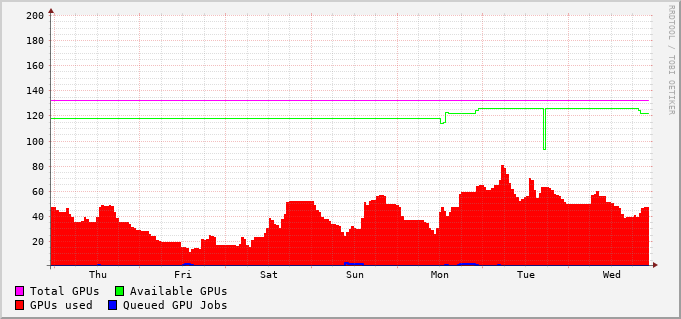 200
180
160
140
120
100
80
60
40
20
Thu Fri Sat Sun Mon Tue Wed
Total GPUs Available GPUs
GPUs used Queued GPU Jobs
RRDTOOL / TOBI OETIKER